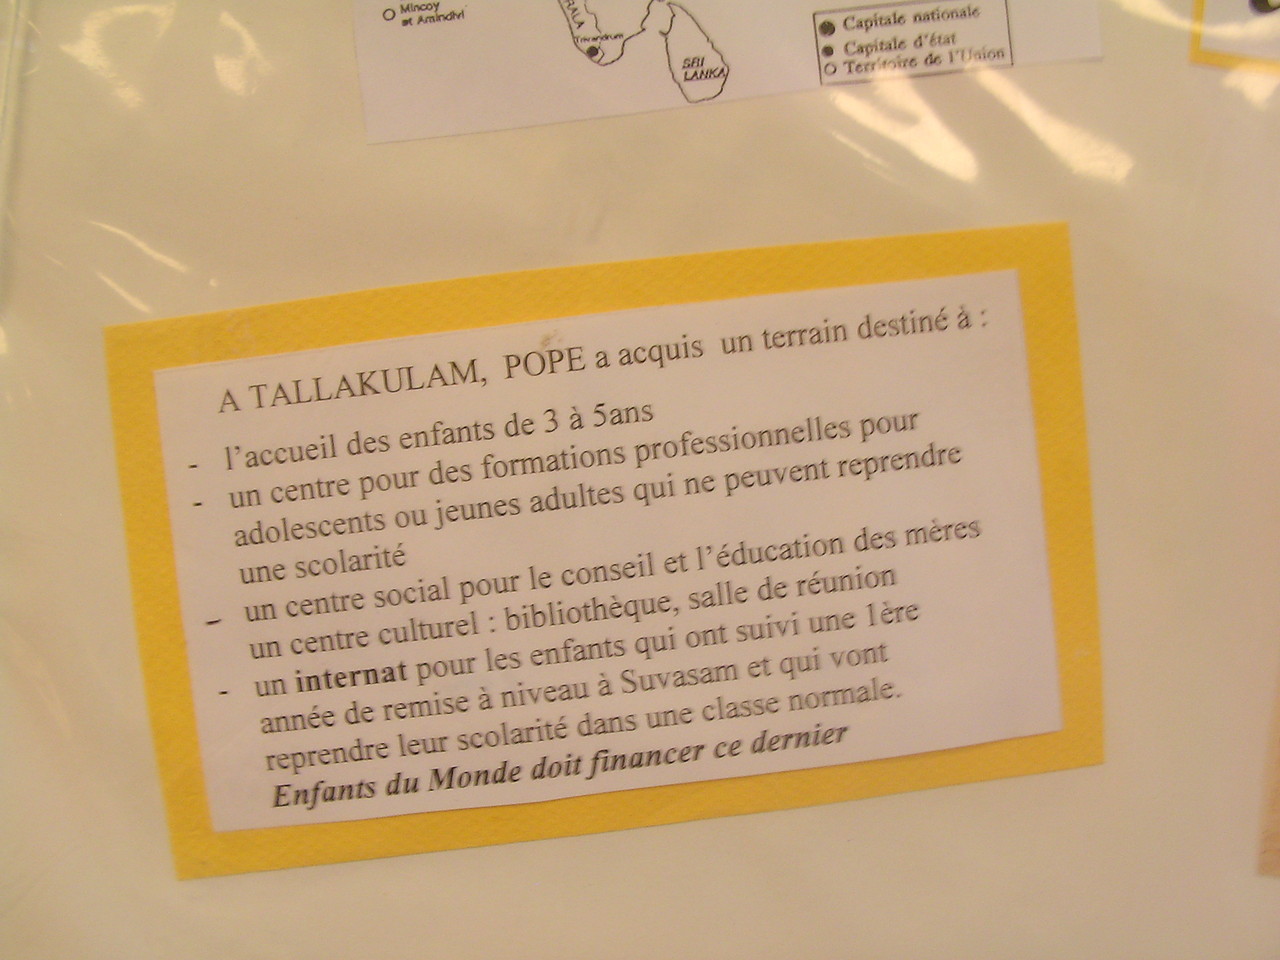 Mincoy
et Amindivi
RALA
Trivandrum
SRI
LANKA
Capitale nationale
Capitale d'état
Territoire de l'Union
A TALLAKULAM, POPE a acquis un terrain destiné à :
- l'accueil des enfants de 3 à 5ans
- un centre pour des formations professionnelles pour
adolescents ou jeunes adultes qui ne peuvent reprendre
une scolarité
- un centre social pour le conseil et l'éducation des mères
un centre culturel : bibliothèque, salle de réunion
- un internat pour les enfants qui ont suivi une 1ère
année de remise à niveau à Suvasam et qui vont
reprendre leur scolarité dans une classe normale.
Enfants du Monde doit financer ce dernier